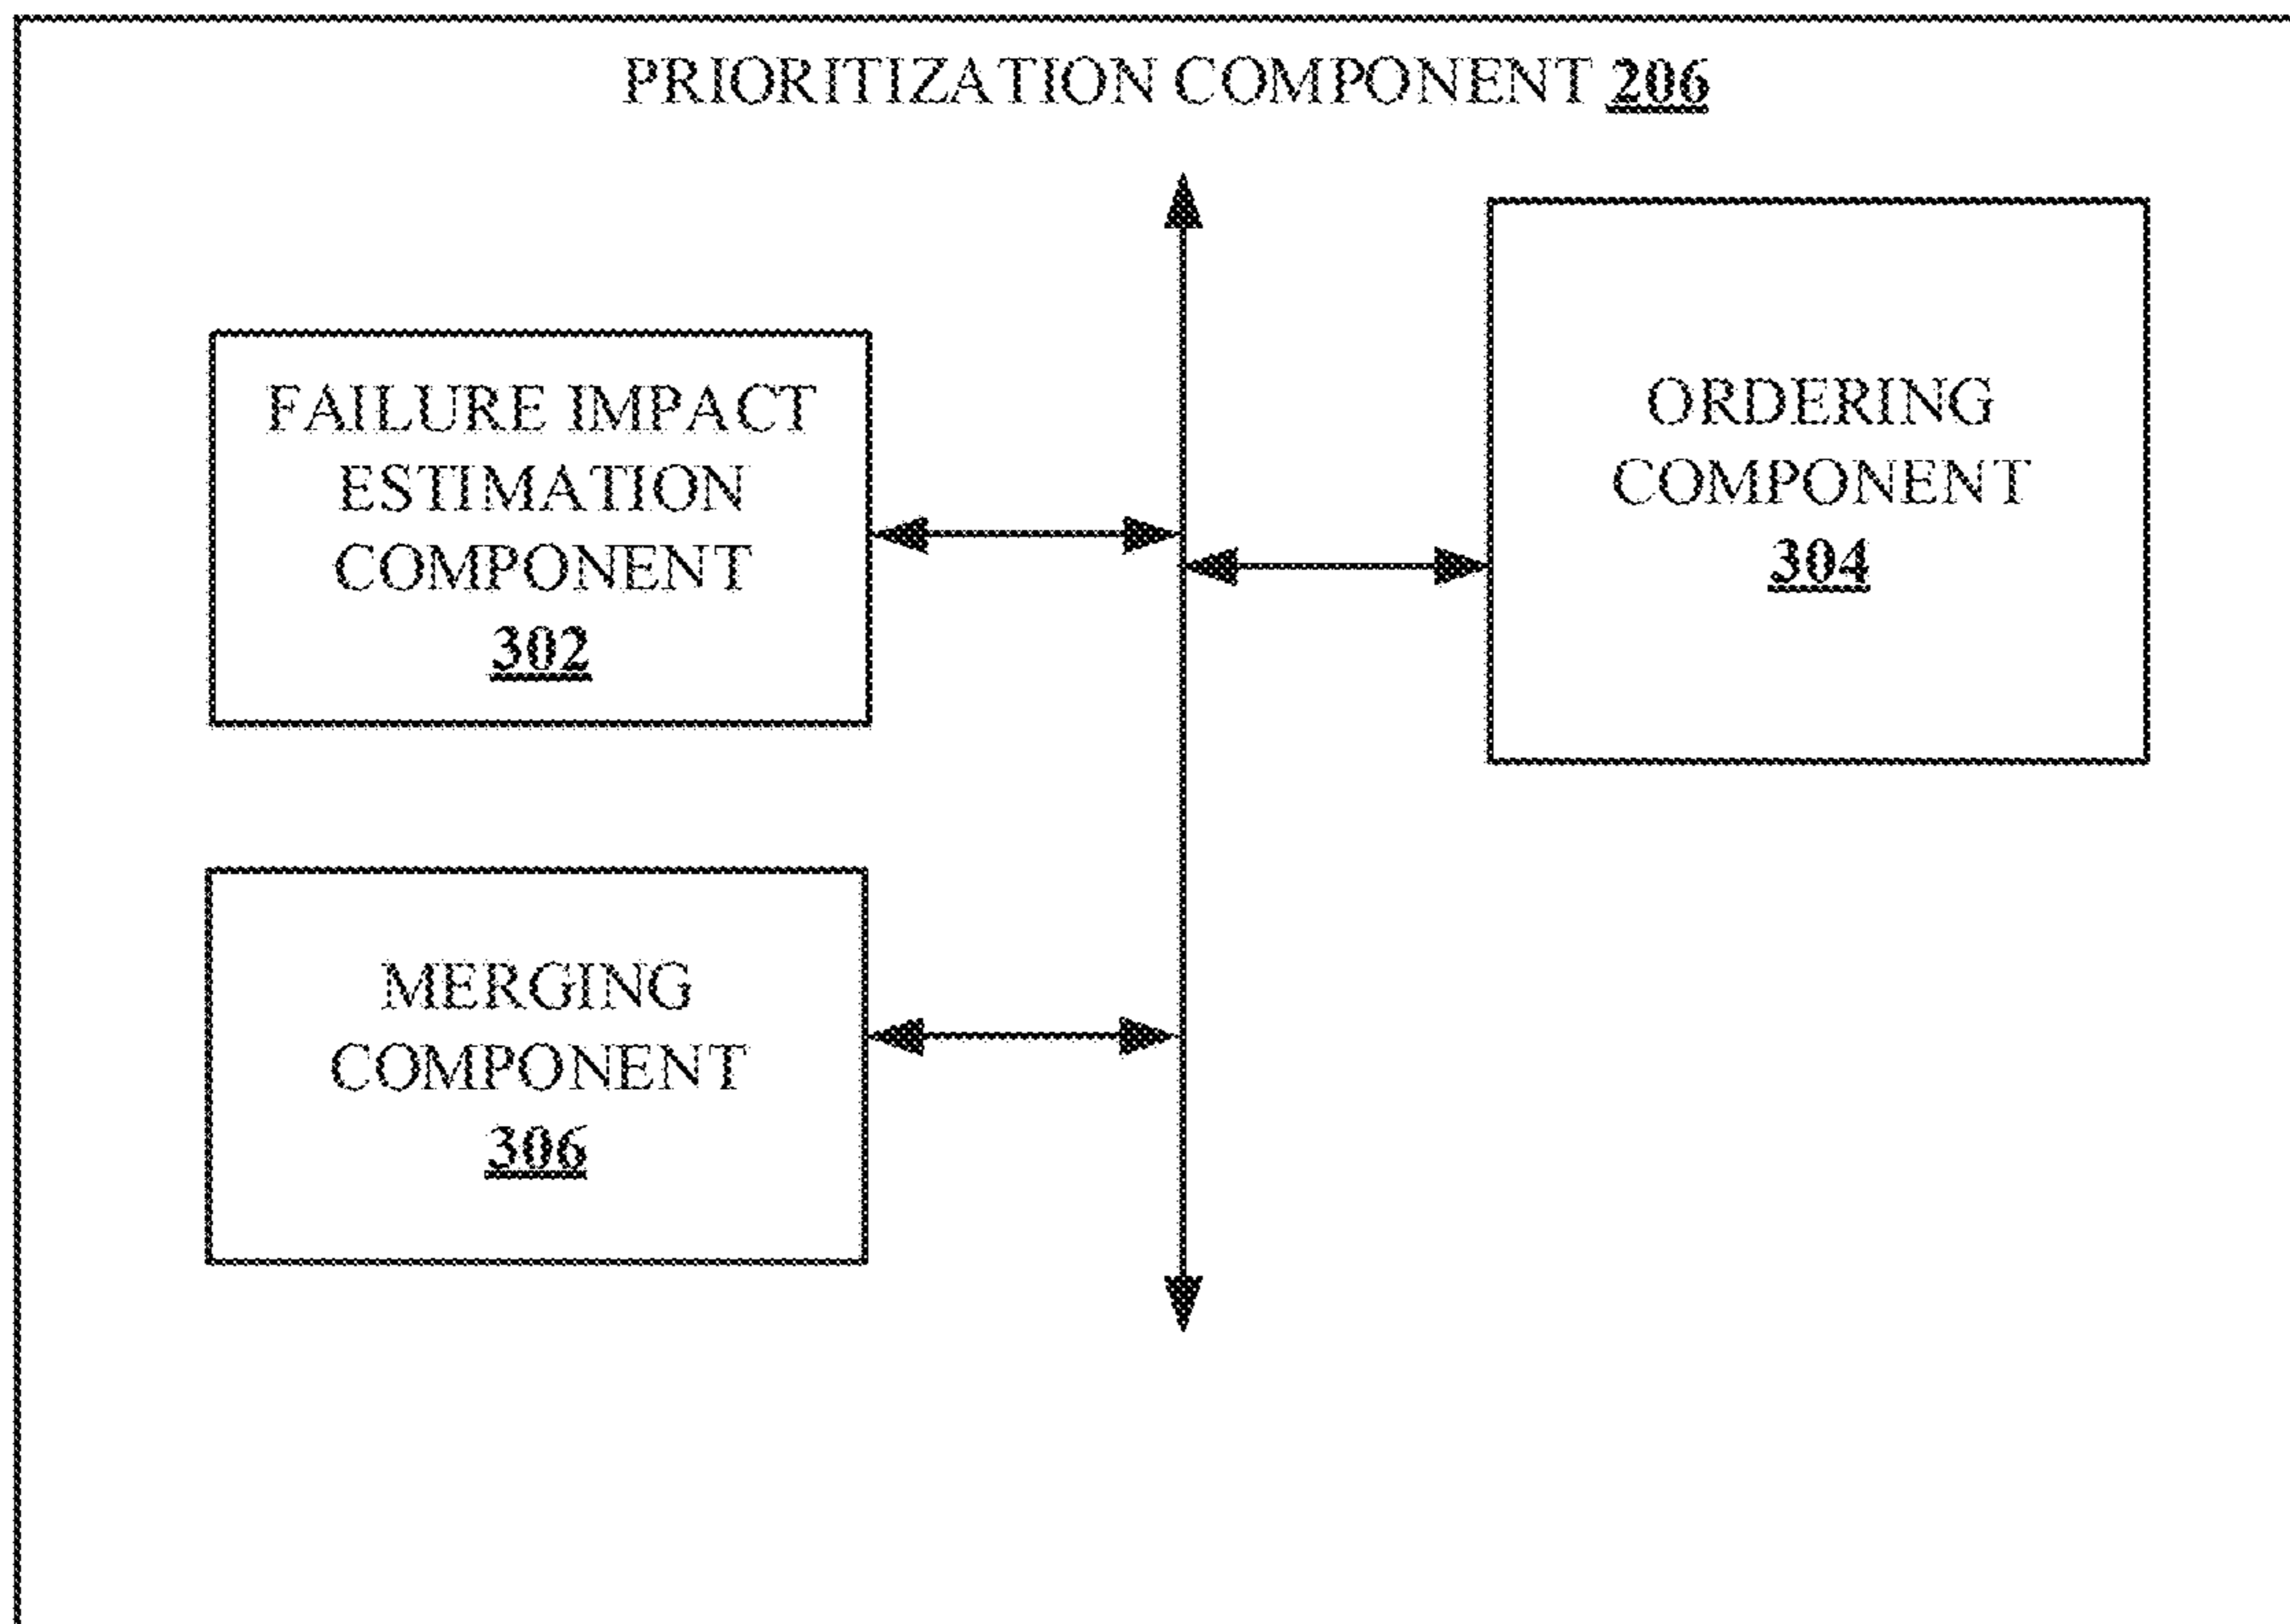 PRIORITIZATION COMPONENT 206
FAILURE IMPACT
ESTIMATION
COMPONENT
302
ORDERING
COMPONENT
304
MERGING
COMPONENT
306